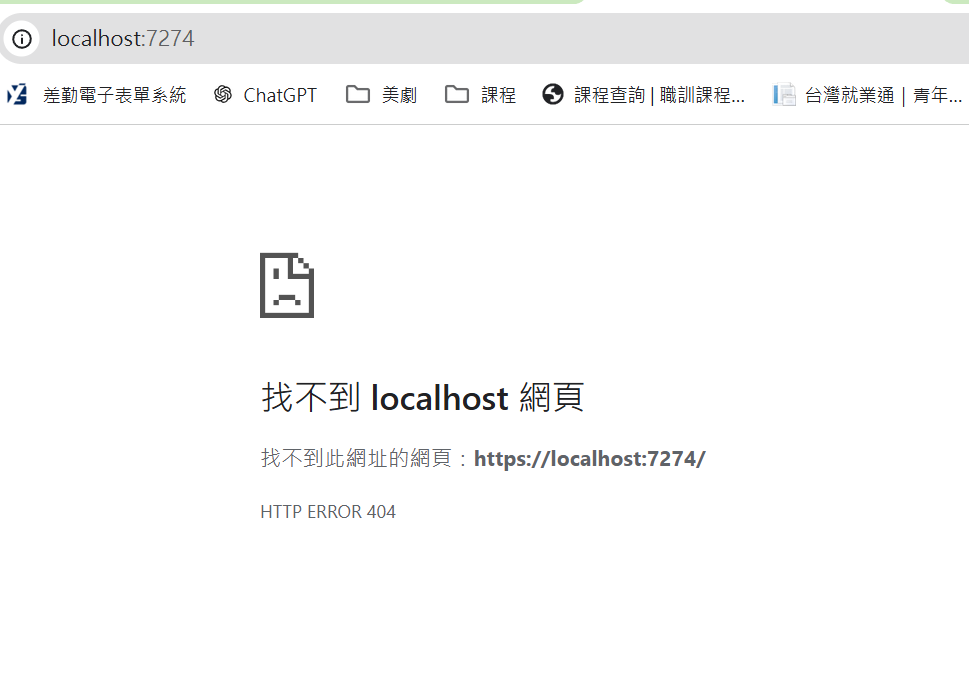 localhost:7274
差勤電子表單系統 ChatGPT 美劇 課程 課程查詢 | 職訓課程... 台灣就業通 | 青年...
找不到 localhost 網頁
找不到此網址的網頁：https://localhost:7274/
HTTP ERROR 404